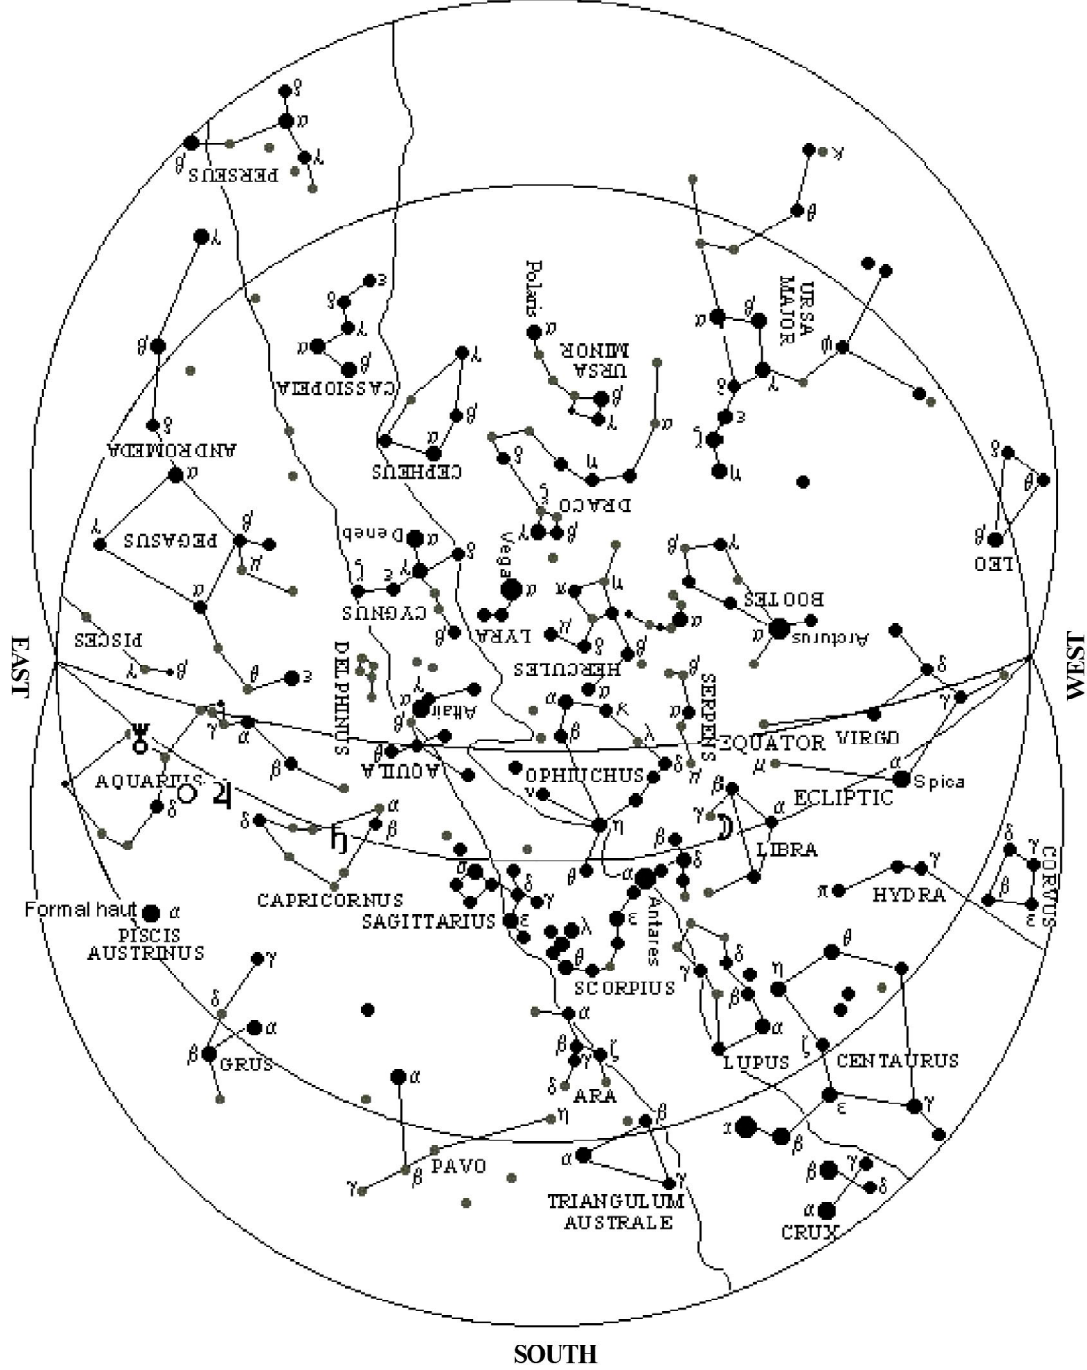 δ
α
β γ
PERSEUS
κ
θ
γ
β
δ
ANDROMEDA
α
ε
δ
γ
α
β
CASSIOPEIA
γ
β
α
CEPHEUS
Polaris
α
URSA
MINOR
β
γ
URSA
MAJOR
α β
γ
δ
ε
ζ
η
ψ
α
η
δ
ζ
γ β
DRACO
δ
θ
β
LEO
γ
β
μ
α
θ ε
PEGASUS
Deneb
α
γ
δ
ε
ζ
β
CYGNUS
Vega
α
LYRA
π
η
μ
δ
β
α
HERCULES
β γ
BOOTES
α
Arcturus
α
PISCES
γ β
EAST
WEST
DELPHINUS
γ
α
Altair
β
θ
AQUILA
α
κ
β
λ
δ
ν
η
θ
OPHIUCHUS
SERPENS
α
μ
EQUATOR
VIRGO
δ
γ
μ
α
Spica
ECLIPTIC
♅
γ α
β
AQUARIUS
δ
♃
♄
δ
α
β
CAPRICORNUS
σ
δ
γ
ε
SAGITTARIUS
β
δ
α
Antares
ε
λ
θ
SCORPIUS
β
γ
α
LIBRA
π
γ
HYDRA
δ γ
β
ε
CORVUS
Formal haut
α
PISCIS
AUSTRINUS
γ
δ
α
β
GRUS
δ
γ
β
α
LUPUS
θ
η
ζ
CENTAURUS
ε
γ
β
α
β
γ
ζ
δ
ARA
α
η
PAVO
β
γ
β
α
γ
TRIANGULUM
AUSTRALE
β
γ
δ
α
CRUX
SOUTH